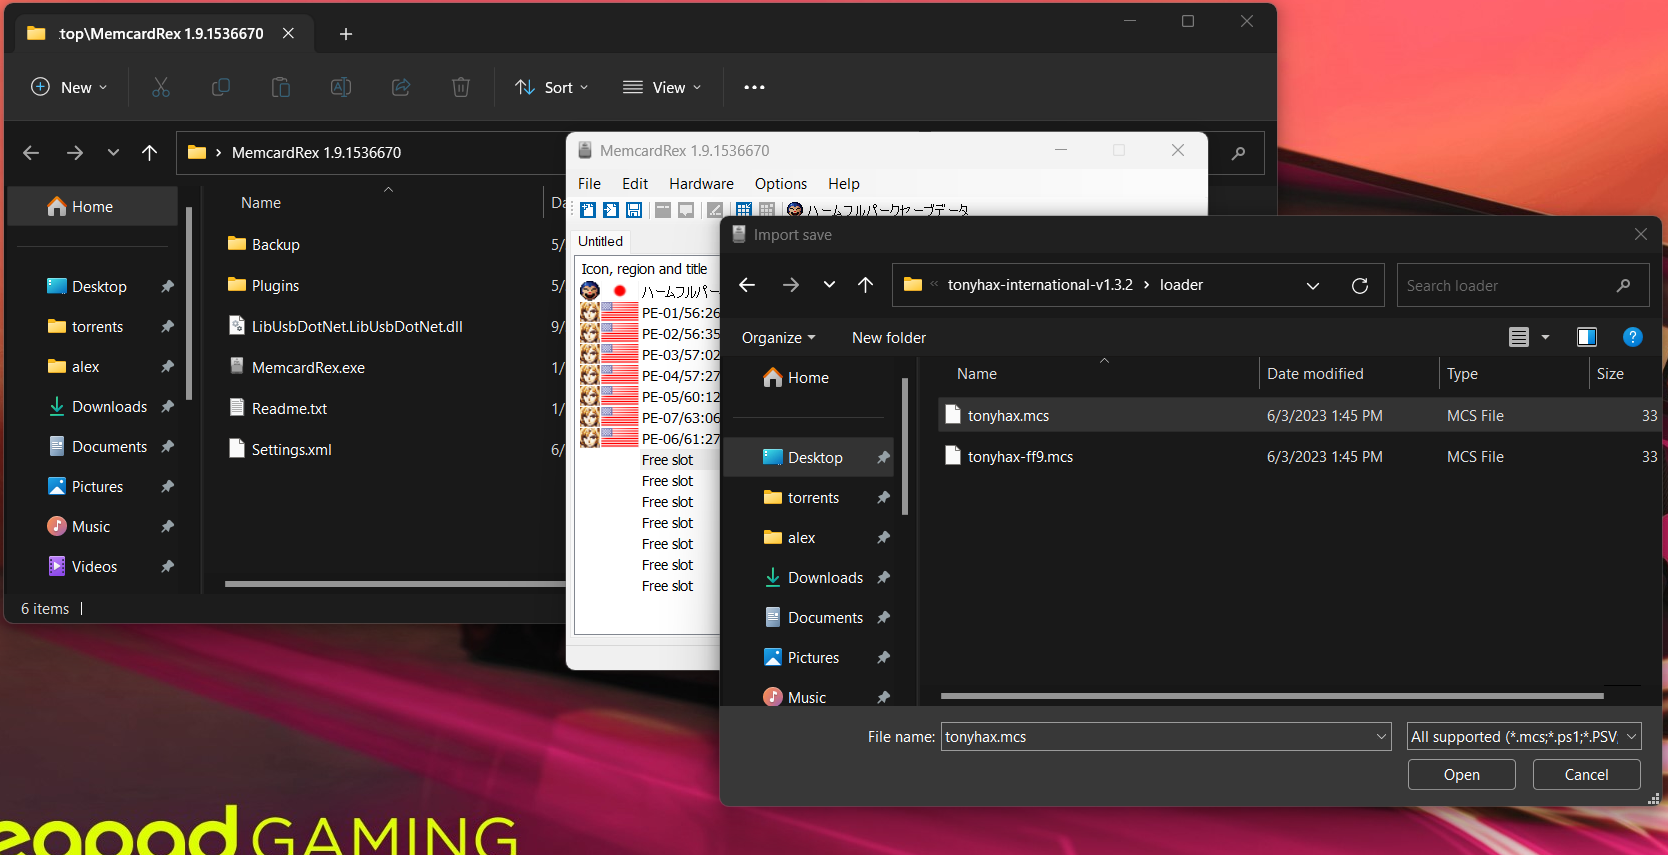 :top\MemcardRex 1.9.1536670
New
Sort
View
MemcardRex 1.9.1536670
Home
Desktop
torrents
alex
Downloads
Documents
Pictures
Music
Videos
Name
Backup
5/
Plugins
5/
LibUsbDotNet.LibUsbDotNet.dll
9/
MemcardRex.exe
1/
Readme.txt
1/
Settings.xml
6/
6 items
MemcardRex 1.9.1536670
File Edit Hardware Options Help
ハームフルパークセーブデータ
Untitled
Icon, region and title
ハームフルパー
PE-01/56:26
PE-02/56:35
PE-03/57:02
PE-04/57:27
PE-05/60:12
PE-07/63:06
PE-06/61:27
Free slot
Free slot
Free slot
Free slot
Free slot
Free slot
Free slot
Import save
« tonyhax-international-v1.3.2 › loader
Search loader
Organize
New folder
Home
Desktop
torrents
alex
Downloads
Documents
Pictures
Music
Name Date modified Type Size
tonyhax.mcs 6/3/2023 1:45 PM MCS File 33
tonyhax-ff9.mcs 6/3/2023 1:45 PM MCS File 33
File name: tonyhax.mcs
All supported (*.mcs;*.ps1;*.PSV,
Open
Cancel
GAMING